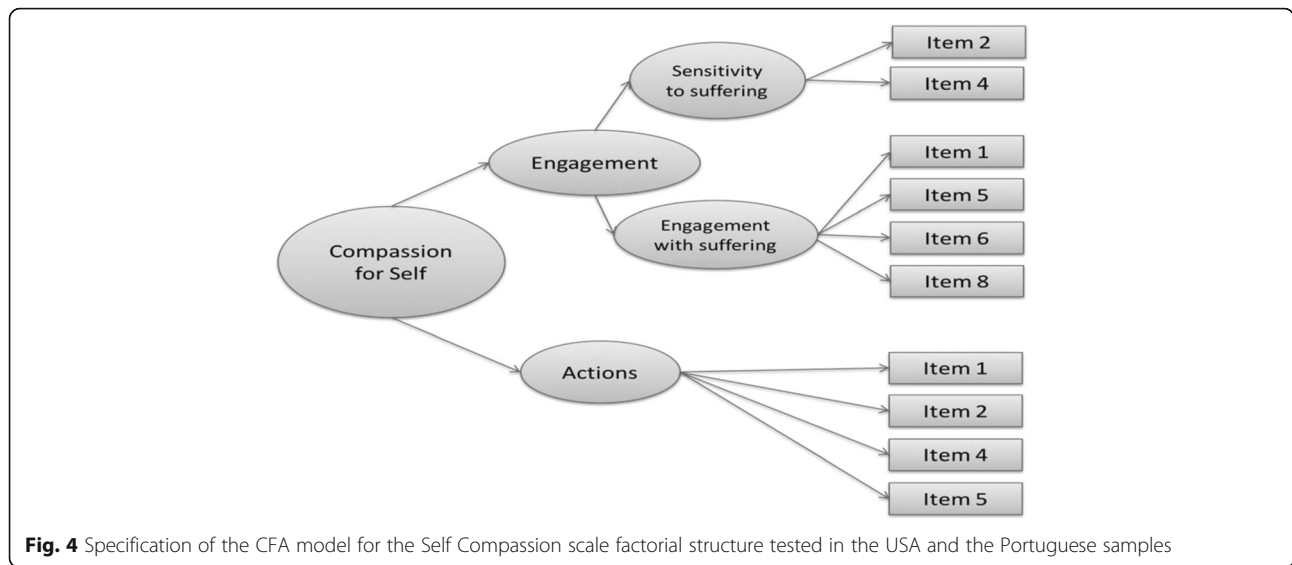 Sensitivity
to suffering
Item 2
Item 4
Engagement
Engagement
with suffering
Item 1
Item 5
Item 6
Item 8
Compassion
for Self
Actions
Item 1
Item 2
Item 4
Item 5
Fig. 4 Specification of the CFA model for the Self Compassion scale factorial structure tested in the USA and the Portuguese samples